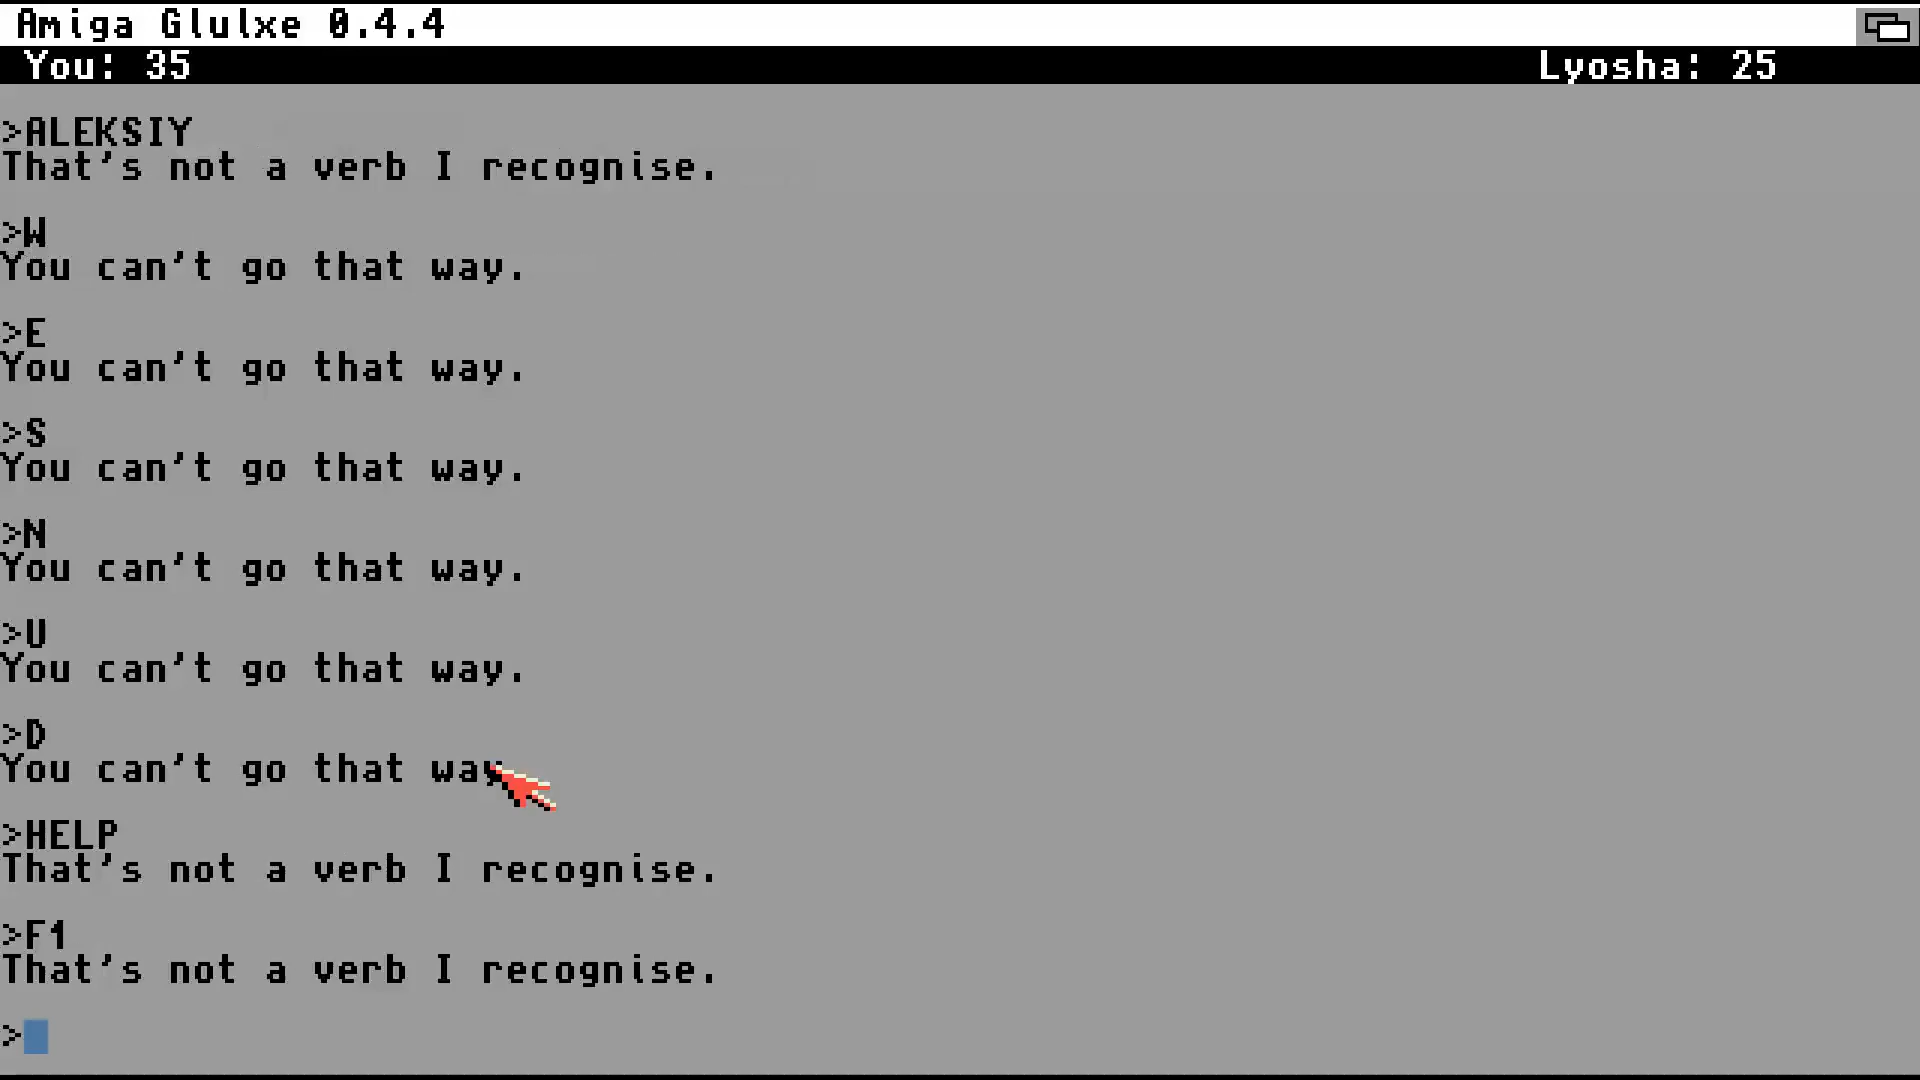 Amiga Glulxe 0.4.4
You: 35 Lyosha: 25
>ALEKSIY
That's not a verb I recognise.
>W
You can't go that way.
>E
You can't go that way.
>S
You can't go that way.
>N
You can't go that way.
>U
You can't go that way.
>D
You can't go that way
>HELP
That's not a verb I recognise.
>F1
That's not a verb I recognise.
>